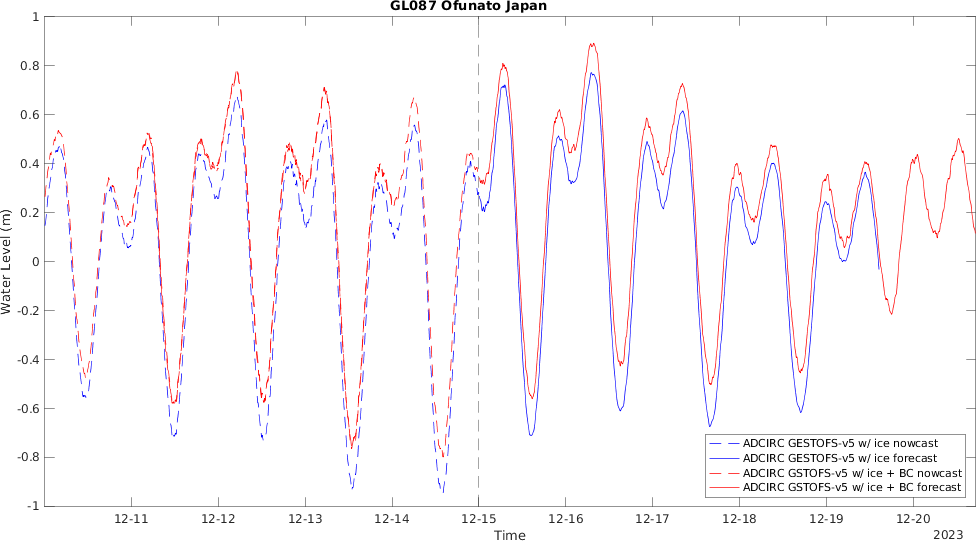 GL087 Ofunato Japan
Water Level (m)
1
0.8
0.6
0.4
0.2
0
-0.2
-0.4
-0.6
-0.8
-1
ADCIRC GESTOFS-v5 w/ ice nowcast
ADCIRC GESTOFS-v5 w/ ice forecast
ADCIRC GSTOFS-v5 w/ ice + BC nowcast
ADCIRC GSTOFS-v5 w/ ice + BC forecast
12-11 12-12 12-13 12-14 12-15 12-16 12-17 12-18 12-19 12-20
Time
2023